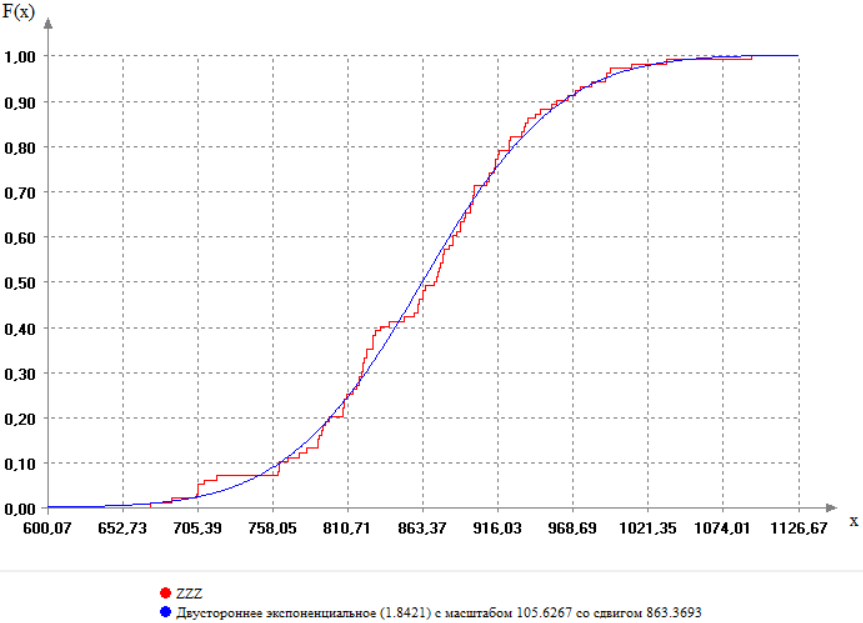 F(x)
1,00
0,90
0,80
0,70
0,60
0,50
0,40
0,30
0,20
0,10
0,00
600,07 652,73 705,39 758,05 810,71 863,37 916,03 968,69 1021,35 1074,01 1126,67
x
ZZZ
Двустороннее экспоненциальное (1.8421) с масштабом 105.6267 со сдвигом 863.3693